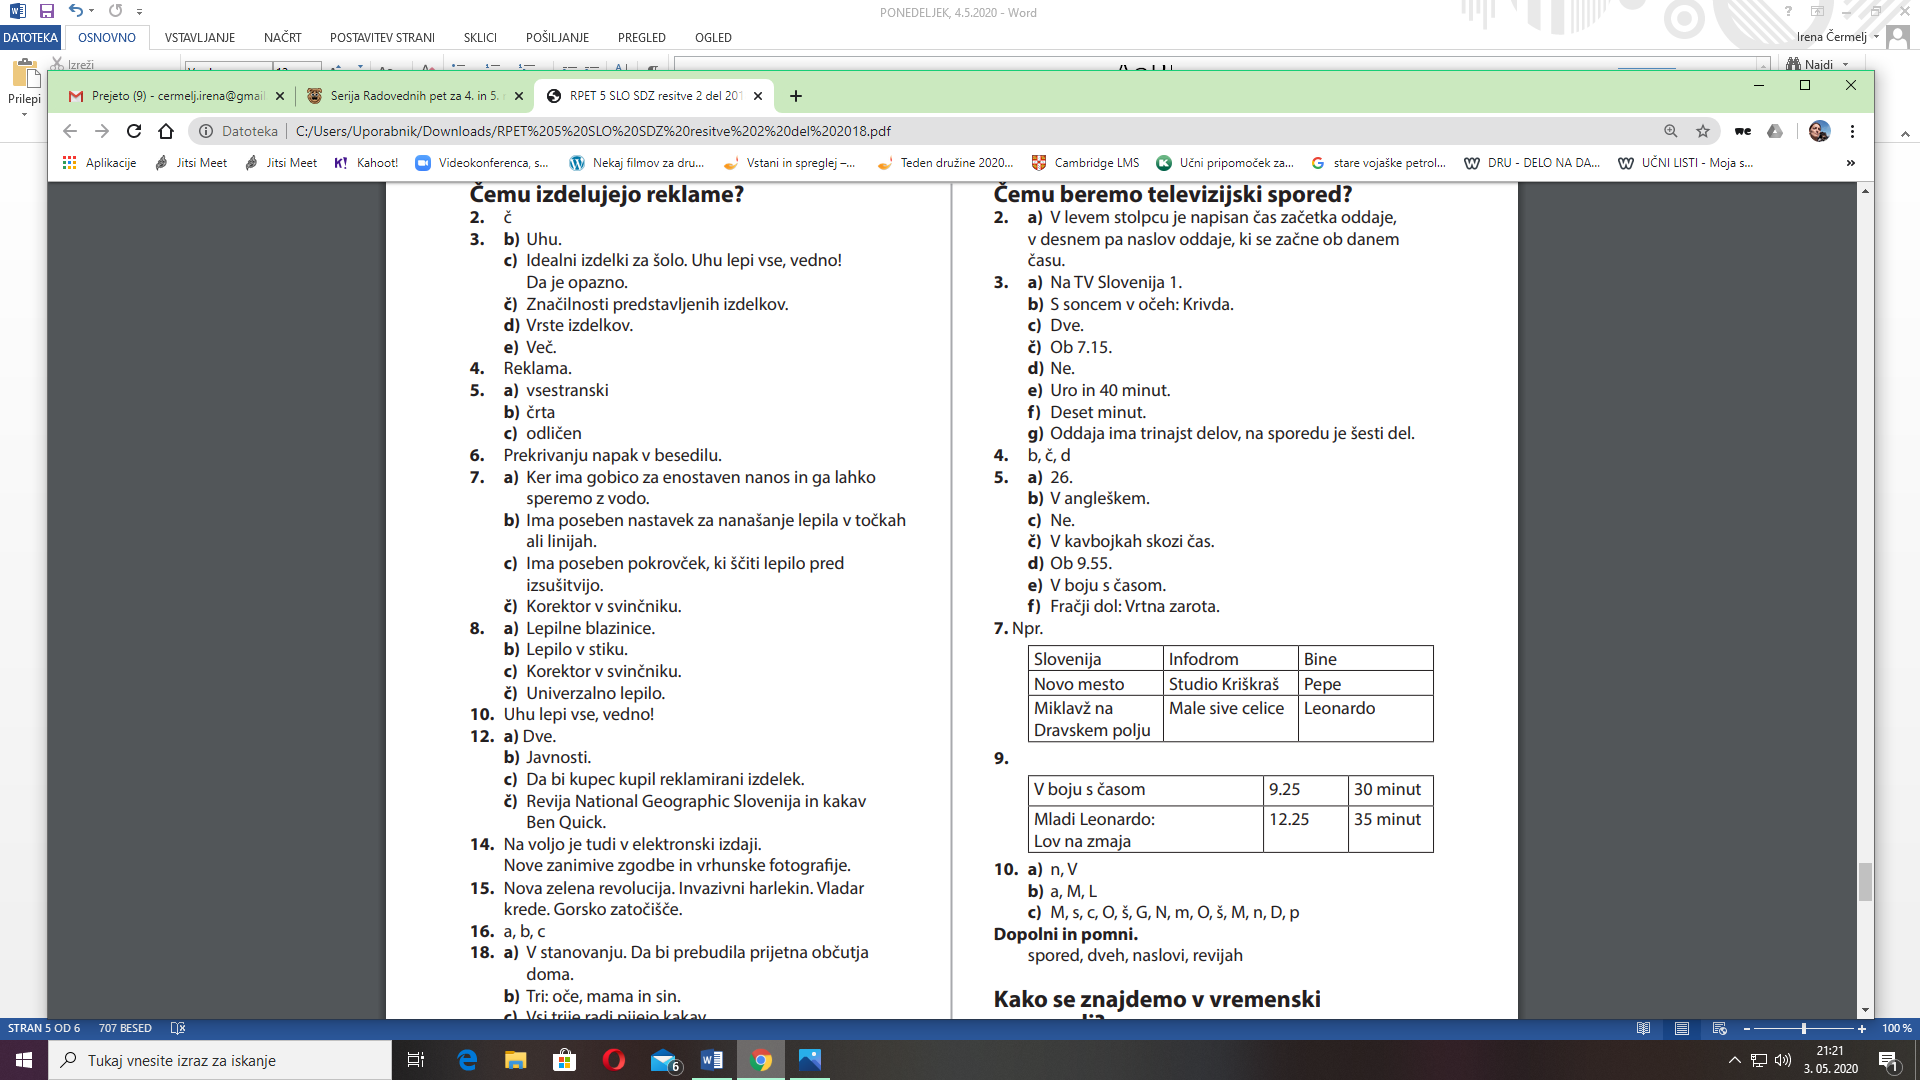 PONEDELJEK, 4.5.2020 - Word
DATOTEKA OSNOVNO VSTAVLJANJE NAČRT POSTAVITEV STRANI SKLICI POŠILJANJE PREGLED OGLED
Irena Čermelj
Izreži
Najdi
Prilepi
Prejeto (9) - cermelj.irena@gmail
Serija Radovednih pet za 4. in 5.
RPET 5 SLO SDZ resitve 2 del 201
Datoteka C:/Users/Uporabnik/Downloads/RPET%205%20SLO%20SDZ%20resitve%202%20del%202018.pdf
Aplikacije Jitsi Meet Jitsi Meet K! Kahoot! Videokonferenca, s... Nekaj filmov za dru... Vstani in spreglej –... Teden družine 2020... Cambridge LMS Učni pripomoček za... stare vojaške petrol... DRU - DELO NA DA... UČNI LISTI - Moja s... »
Čemu izdelujejo reklame?
2. č
3. b) Uhu.
c) Idealni izdelki za šolo. Uhu lepi vse, vedno!
Da je opazno.
č) Značilnosti predstavljenih izdelkov.
d) Vrste izdelkov.
e) Več.
4. Reklama.
5. a) vsestranski
b) črta
c) odličen
6. Prekrivanju napak v besedilu.
7. a) Ker ima gobico za enostaven nanos in ga lahko
speremo z vodo.
b) Ima poseben nastavek za nanašanje lepila v točkah
ali linijah.
c) Ima poseben pokrovček, ki ščiti lepilo pred
izsušitvijo.
č) Korektor v svinčniku.
8. a) Lepilne blazinice.
b) Lepilo v stiku.
c) Korektor v svinčniku.
č) Univerzalno lepilo.
10. Uhu lepi vse, vedno!
12. a) Dve.
b) Javnosti.
c) Da bi kupec kupil reklamirani izdelek.
č) Revija National Geographic Slovenija in kakav
Ben Quick.
14. Na voljo je tudi v elektronski izdaji.
Nove zanimive zgodbe in vrhunske fotografije.
15. Nova zelena revolucija. Invazivni harlekin. Vladar
krede. Gorsko zatočišče.
16. a, b, c
18. a) V stanovanju. Da bi prebudila prijetna občutja
doma.
b) Tri: oče, mama in sin.
c) Vsi trije radi pijejo kakav.
Čemu beremo televizijski spored?
2. a) V levem stolpcu je napisan čas začetka oddaje,
v desnem pa naslov oddaje, ki se začne ob danem
času.
3. a) Na TV Slovenija 1.
b) S soncem v očeh: Krivda.
c) Dve.
č) Ob 7.15.
d) Ne.
e) Uro in 40 minut.
f) Deset minut.
g) Oddaja ima trinajst delov, na sporedu je šesti del.
4. b, č, d
5. a) 26.
b) V angleškem.
c) Ne.
č) V kavbojkah skozi čas.
d) Ob 9.55.
e) V boju s časom.
f) Fračji dol: Vrtna zarota.
7. Npr.
Slovenija Infodrom Bine
Novo mesto Studio Kriškraš Pepe
Miklavž na Male sive celice Leonardo
Dravskem polju
9.
V boju s časom 9.25 30 minut
Mladi Leonardo: 12.25 35 minut
Lov na zmaja
10. a) n, V
b) a, M, L
c) M, s, c, O, š, G, N, m, O, š, M, n, D, p
Dopolni in pomni.
spored, dveh, naslovi, revijah
Kako se znajdemo v vremenski
STRAN 5 OD 6 707 BESED
100 %
Tukaj vnesite izraz za iskanje
6
21:21
3. 05. 2020
1